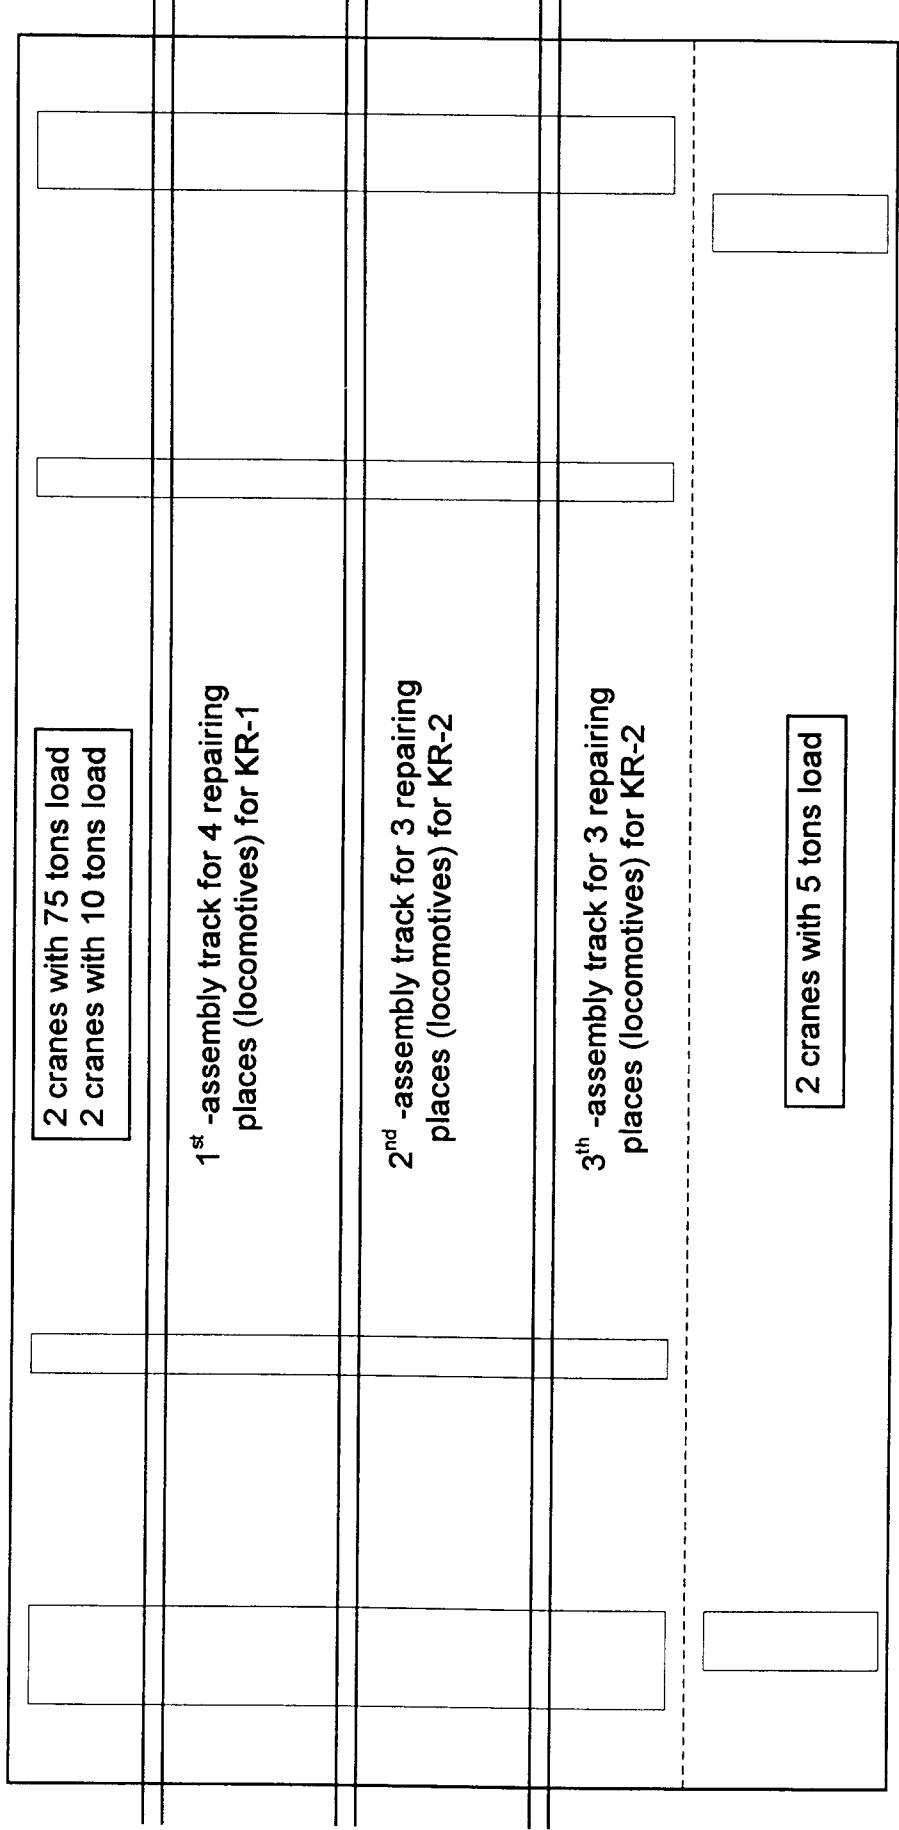 2 cranes with 75 tons load
2 cranes with 10 tons load
1st -assembly track for 4 repairing
places (locomotives) for KR-1
2nd -assembly track for 3 repairing
places (locomotives) for KR-2
3th -assembly track for 3 repairing
places (locomotives) for KR-2
2 cranes with 5 tons load